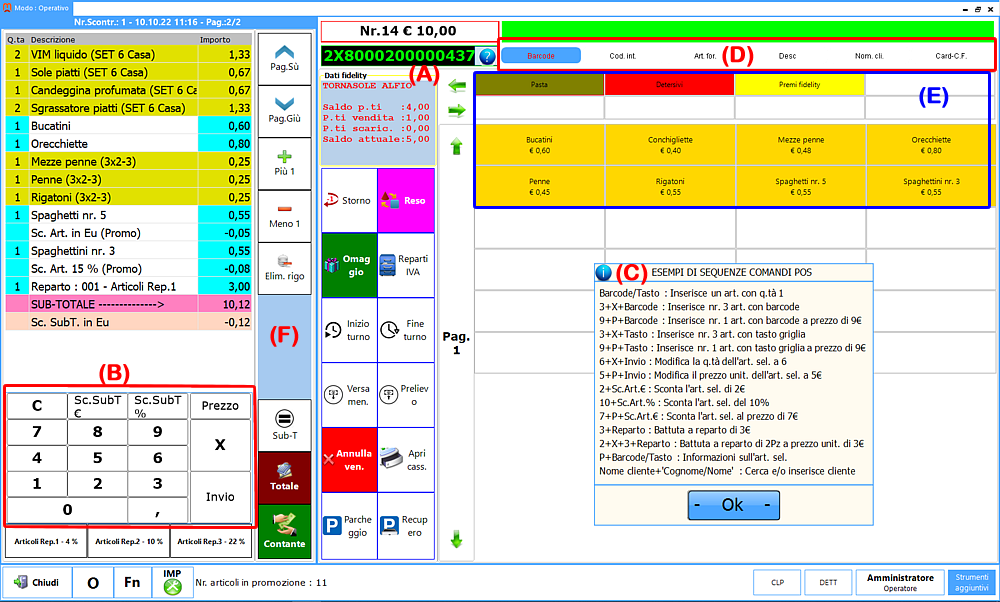 Modo : Operativo
Nr.Scontr.: 1 - 10.10.22 11:16 - Pag.:2/2
Q.ta Descrizione Importo
2 VIM liquido (SET 6 Casa) 1,33
1 Sole piatti (SET 6 Casa) 0,67
1 Candeggina profumata (SET 6 Ca 0,67
2 Sgrassatore piatti (SET 6 Casa) 1,33
1 Bucatini 0,60
1 Orecchiette 0,80
1 Mezze penne (3x2-3) 0,25
1 Penne (3x2-3) 0,25
1 Rigatoni (3x2-3) 0,25
1 Spaghetti nr. 5 0,55
Sc. Art. in Eu (Promo) -0,05
1 Spaghettini nr. 3 0,55
Sc. Art. 15 % (Promo) -0,08
1 Reparto : 001 - Articoli Rep.1 3,00
SUB-TOTALE --------------> 10,12
Sc. SubT. in Eu -0,12
(B)
C Sc.SubT € Sc.SubT % Prezzo
7 8 9 X
4 5 6
1 2 3 Invio
0 ,
Articoli Rep.1 - 4 % Articoli Rep.2 - 10 % Articoli Rep.3 - 22 %
Pag.Sù
Pag.Giù
Più 1
Meno 1
Elim. rigo
(F)
Sub-T
Totale
Contante
Nr.14 € 10,00
2X8000200000437 ?
Dati fidelity (A)
TORNASOLE ALFIO
Saldo p.ti :4,00
P.ti vendita :1,00
P.ti scaric. :0,00
Saldo attuale:5,00
Storno Reso
Omag
gio
Reparti
IVA
Inizio
turno
Fine
turno
Versa
men.
Preliev
o
Annulla
ven.
Apri
cass.
P Parche
ggio
P Recup
ero
Pag.
1
Barcode Cod. int. Art. for. (D) Desc Nom. cli. Card-C.F.
Pasta Detersivi Premi fidelity (E)
Bucatini
€ 0,60
Conchigliette
€ 0,40
Mezze penne
€ 0,48
Orecchiette
€ 0,80
Penne
€ 0,45
Rigatoni
€ 0,55
Spaghetti nr. 5
€ 0,55
Spaghettini nr. 3
€ 0,55
i (C) ESEMPI DI SEQUENZE COMANDI POS
Barcode/Tasto : Inserisce un art. con q.tà 1
3+X+Barcode : Inserisce nr. 3 art. con barcode
9+P+Barcode : Inserisce nr. 1 art. con barcode a prezzo di 9€
3+X+Tasto : Inserisce nr. 3 art. con tasto griglia
9+P+Tasto : Inserisce nr. 1 art. con tasto griglia a prezzo di 9€
6+X+Invio : Modifica la q.tà dell'art. sel. a 6
5+P+Invio : Modifica il prezzo unit. dell'art. sel. a 5€
2+Sc.Art.€ : Sconta l'art. sel. di 2€
10+Sc.Art.% : Sconta l'art. sel. del 10%
7+P+Sc.Art.€ : Sconta l'art. sel. al prezzo di 7€
3+Reparto : Battuta a reparto di 3€
2+X+3+Reparto : Battuta a reparto di 2Pz a prezzo unit. di 3€
P+Barcode/Tasto : Informazioni sull'art. sel.
Nome cliente+'Cognome/Nome' : Cerca e/o inserisce cliente
- Ok -
Chiudi O Fn IMP Nr. articoli in promozione : 11
CLP DETT
Amministratore
Operatore
Strumenti
aggiuntivi